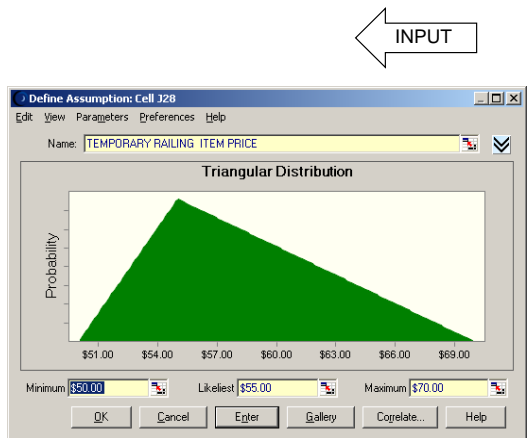 INPUT
Define Assumption: Cell J28
Edit View Parameters Preferences Help
Name: TEMPORARY RAILING ITEM PRICE
Triangular Distribution
Probability
$51.00 $54.00 $57.00 $60.00 $63.00 $66.00 $69.00
Minimum $50.00 Likeliest $55.00 Maximum $70.00
OK Cancel Enter Gallery Correlate... Help